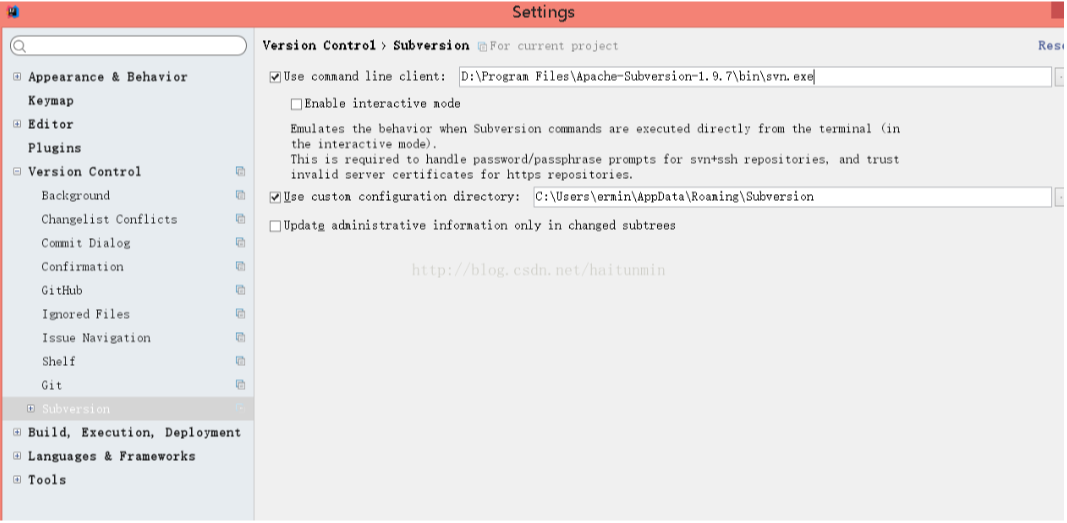 Settings
Version Control › Subversion For current project
Appearance & Behavior
Keymap
Editor
Plugins
Version Control
Background
Changelist Conflicts
Commit Dialog
Confirmation
GitHub
Ignored Files
Issue Navigation
Shelf
Git
Subversion
Build, Execution, Deployment
Languages & Frameworks
Tools
Use command line client: D:\Program Files\Apache-Subversion-1.9.7\bin\svn.exe
Enable interactive mode
Emulates the behavior when Subversion commands are executed directly from the terminal (in
the interactive mode).
This is required to handle password/passphrase prompts for svn+ssh repositories, and trust
invalid server certificates for https repositories.
Use custom configuration directory: C:\Users\ermin\AppData\Roaming\Subversion
Update administrative information only in changed subtrees
http://blog.csdn.net/haitunmin